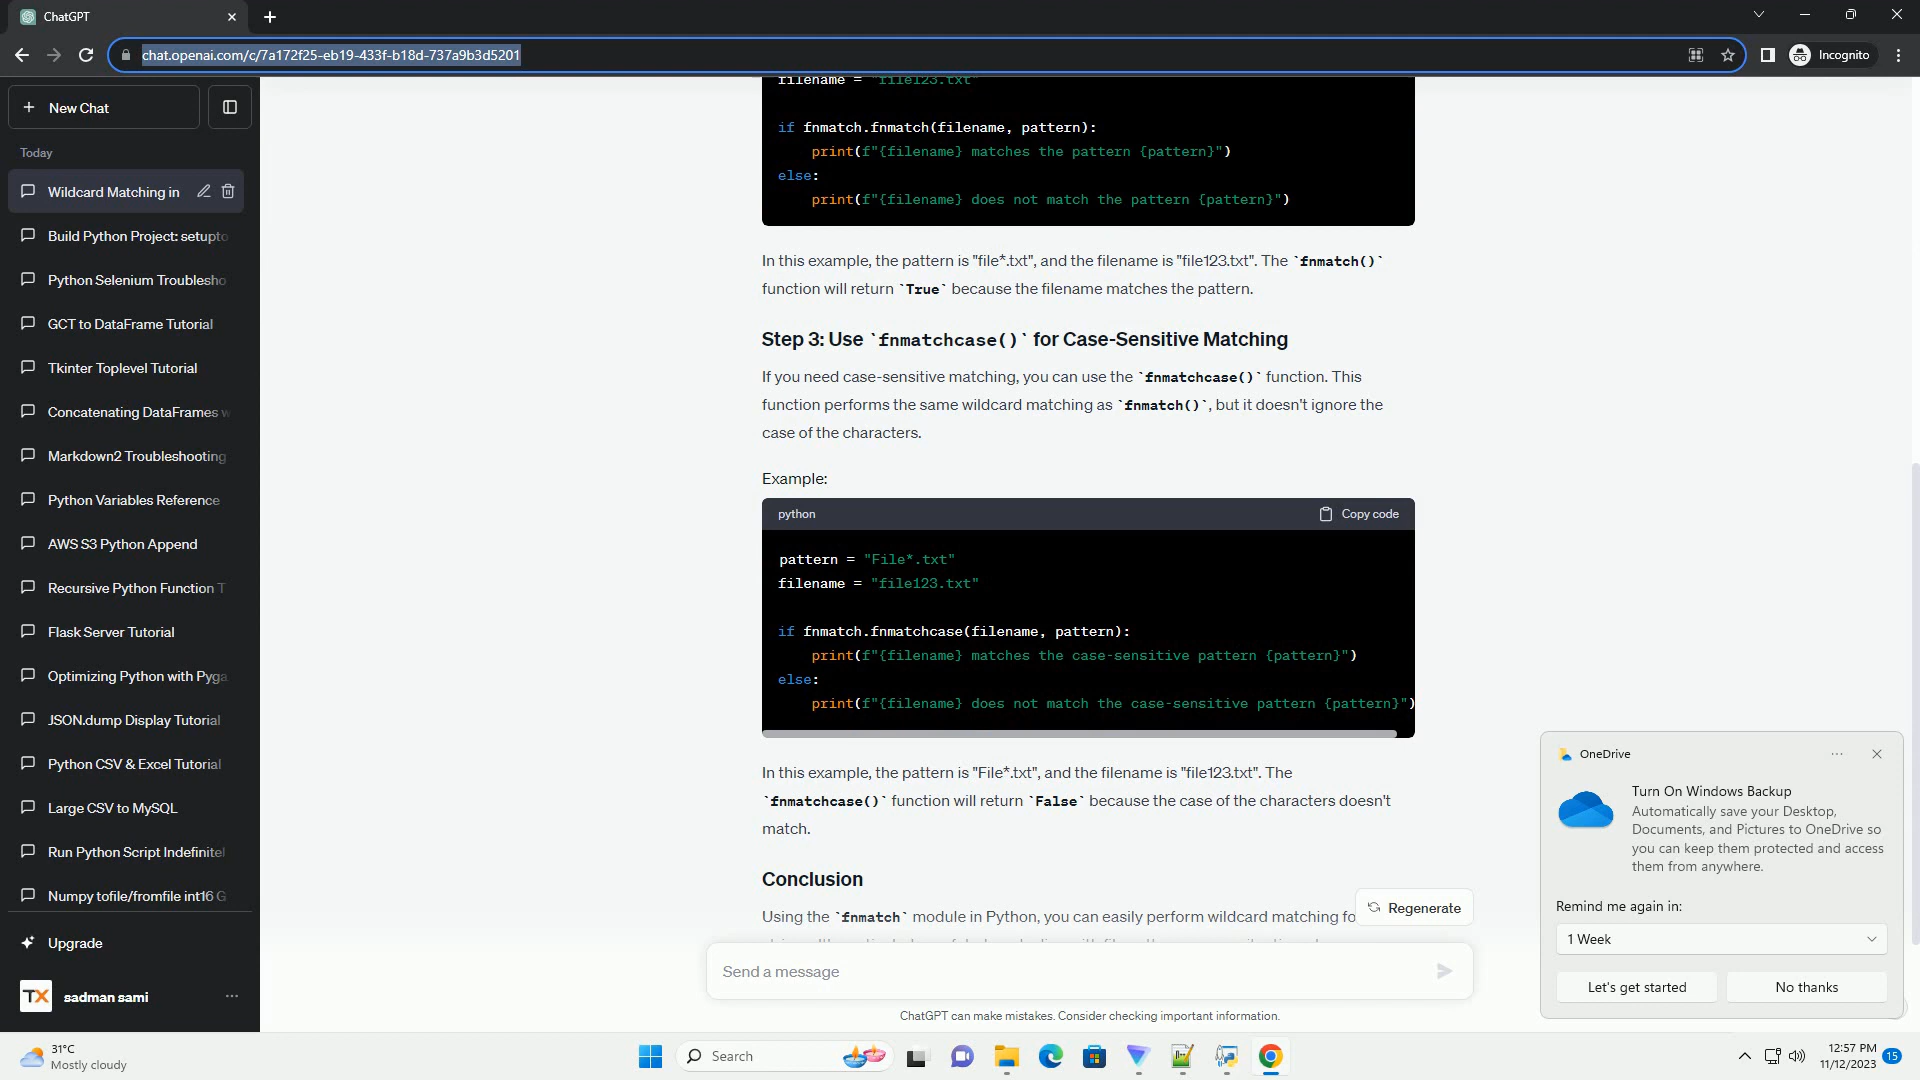 ChatGPT
chat.openai.com/c/7a172f25-eb19-433f-b18d-737a9b3d5201
Incognito
New Chat
Today
Wildcard Matching in
Build Python Project: setupto
Python Selenium Troublesho
GCT to DataFrame Tutorial
Tkinter Toplevel Tutorial
Concatenating DataFrames w
Markdown2 Troubleshooting
Python Variables Reference
AWS S3 Python Append
Recursive Python Function T
Flask Server Tutorial
Optimizing Python with Pyga
JSON.dump Display Tutorial
Python CSV & Excel Tutorial
Large CSV to MySQL
Run Python Script Indefinitel
Numpy tofile/fromfile int16 G
Upgrade
TX sadman sami
filename = "file123.txt"
if fnmatch.fnmatch(filename, pattern):
print(f"{filename} matches the pattern {pattern}")
else:
print(f"{filename} does not match the pattern {pattern}")
In this example, the pattern is "file*.txt", and the filename is "file123.txt". The `fnmatch()`
function will return `True` because the filename matches the pattern.
Step 3: Use `fnmatchcase()` for Case-Sensitive Matching
If you need case-sensitive matching, you can use the `fnmatchcase()` function. This
function performs the same wildcard matching as `fnmatch()`, but it doesn't ignore the
case of the characters.
Example:
python
Copy code
pattern = "File*.txt"
filename = "file123.txt"
if fnmatch.fnmatchcase(filename, pattern):
print(f"{filename} matches the case-sensitive pattern {pattern}")
else:
print(f"{filename} does not match the case-sensitive pattern {pattern}")
In this example, the pattern is "File*.txt", and the filename is "file123.txt". The
`fnmatchcase()` function will return `False` because the case of the characters doesn't
match.
Conclusion
Using the `fnmatch` module in Python, you can easily perform wildcard matching fo
Regenerate
Send a message
ChatGPT can make mistakes. Consider checking important information.
OneDrive
Turn On Windows Backup
Automatically save your Desktop,
Documents, and Pictures to OneDrive so
you can keep them protected and access
them from anywhere.
Remind me again in:
1 Week
Let's get started
No thanks
31°C
Mostly cloudy
Search
12:57 PM
11/12/2023
15